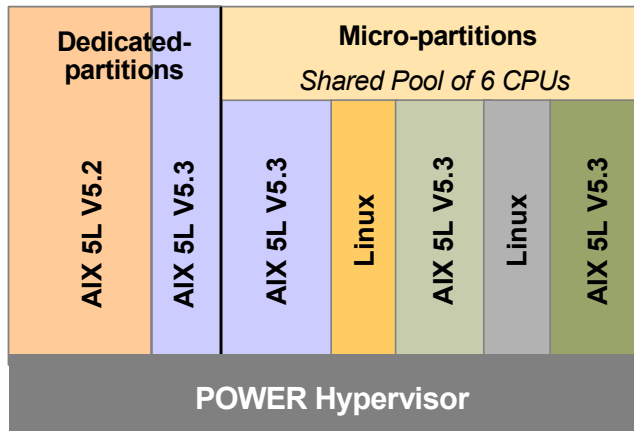 Dedicated-
partitions
Micro-partitions
Shared Pool of 6 CPUs
AIX 5L V5.2
AIX 5L V5.3
AIX 5L V5.3
Linux
AIX 5L V5.3
Linux
AIX 5L V5.3
POWER Hypervisor